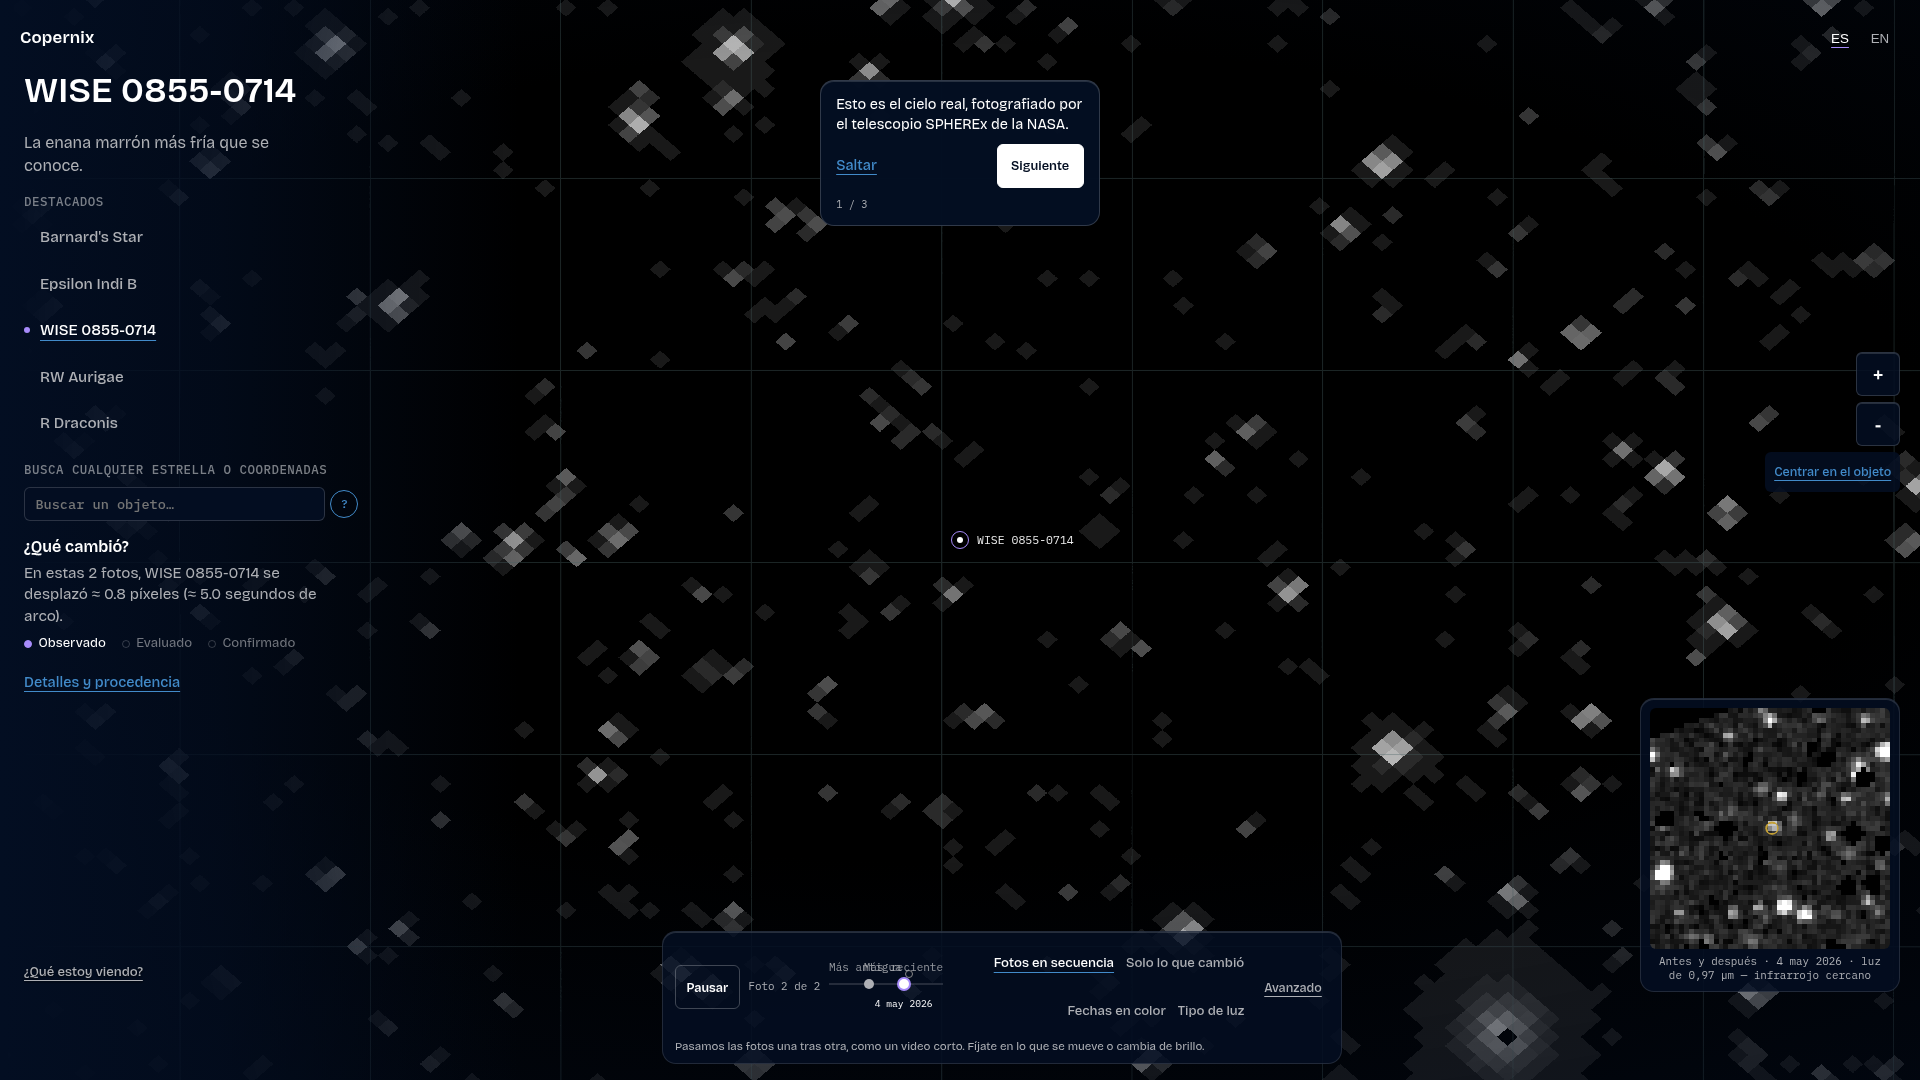 Copernix
ES EN
WISE 0855-0714
La enana marrón más fría que se
conoce.
DESTACADOS
Barnard's Star
Epsilon Indi B
WISE 0855-0714
RW Aurigae
R Draconis
BUSCA CUALQUIER ESTRELLA O COORDENADAS
Buscar un objeto…
?
¿Qué cambió?
En estas 2 fotos, WISE 0855-0714 se
desplazó ≈ 0.8 píxeles (≈ 5.0 segundos de
arco).
Observado Evaluado Confirmado
Detalles y procedencia
¿Qué estoy viendo?
Esto es el cielo real, fotografiado por
el telescopio SPHEREx de la NASA.
Saltar
Siguiente
1 / 3
WISE 0855-0714
+
-
Centrar en el objeto
Antes y después · 4 may 2026 · luz
de 0,97 µm — infrarrojo cercano
Pausar
Foto 2 de 2
Más reciente
4 may 2026
Fotos en secuencia
Solo lo que cambió
Fechas en color
Tipo de luz
Avanzado
Pasamos las fotos una tras otra, como un video corto. Fíjate en lo que se mueve o cambia de brillo.